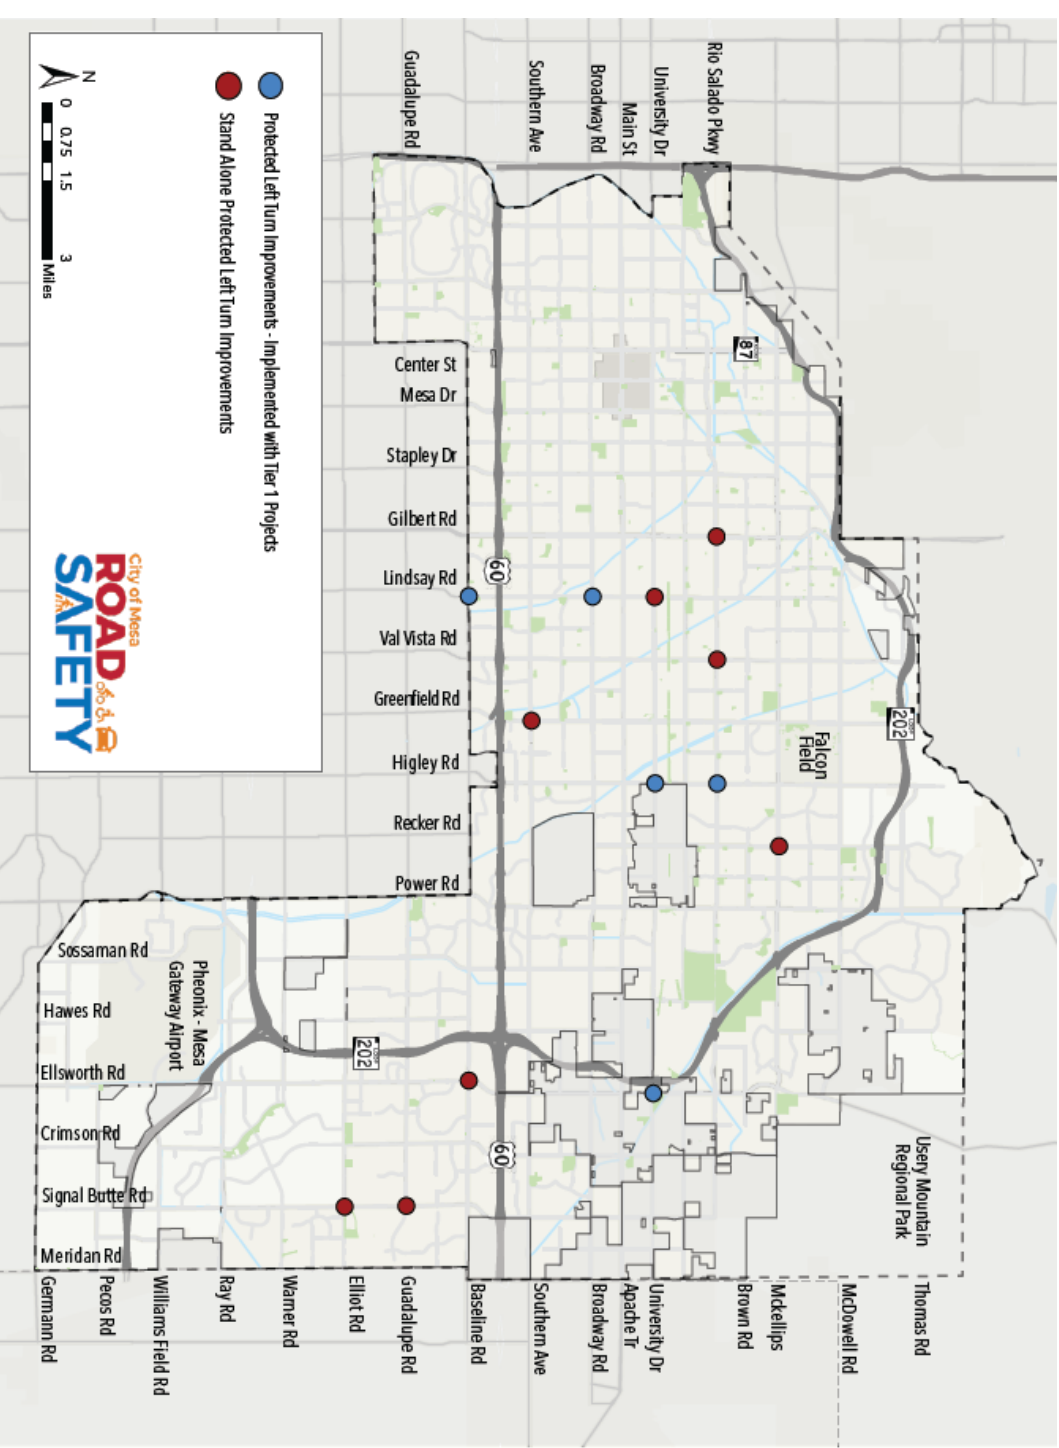 Guadalupe Rd
Southern Ave
Broadway Rd
Main St
University Dr
Rio Salado Pkwy
Protected Left Turn Improvements - Implemented with Tier 1 Projects
Stand Alone Protected Left Turn Improvements
N
0 0.75 1.5 3
Miles
City of Mesa
ROAD
SAFETY
87
Center St
Mesa Dr
Stapley Dr
Gilbert Rd
Lindsay Rd
Val Vista Rd
Greenfield Rd
Higley Rd
Recker Rd
Power Rd
60
202
Falcon
Field
Sossaman Rd
Hawes Rd
Ellsworth Rd
Crimson Rd
Signal Butte Rd
Meridan Rd
Pheonix - Mesa
Gateway Airport
202
60
Usery Mountain
Regional Park
Germann Rd
Pecos Rd
Williams Field Rd
Ray Rd
Warner Rd
Elliot Rd
Guadalupe Rd
Baseline Rd
Southern Ave
Broadway Rd
Apache Tr
University Dr
Brown Rd
Mckellips
McDowell Rd
Thomas Rd